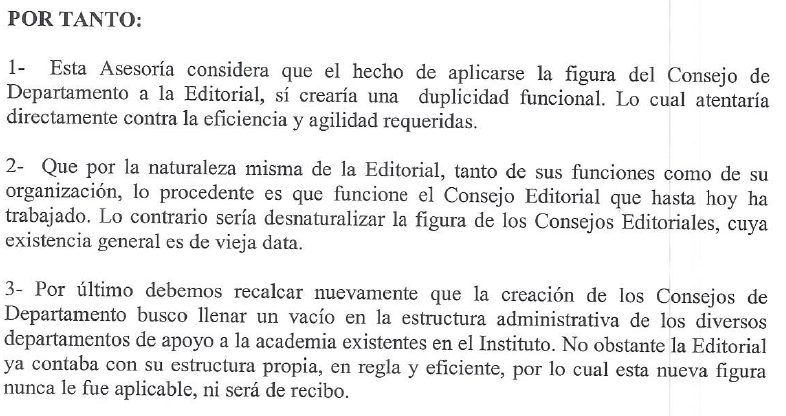 POR TANTO:
1- Esta Asesoría considera que el hecho de aplicarse la figura del Consejo de
Departamento a la Editorial, sí crearía una duplicidad funcional. Lo cual atentaría
directamente contra la eficiencia y agilidad requeridas.
2- Que por la naturaleza misma de la Editorial, tanto de sus funciones como de su
organización, lo procedente es que funcione el Consejo Editorial que hasta hoy ha
trabajado. Lo contrario sería desnaturalizar la figura de los Consejos Editoriales, cuya
existencia general es de vieja data.
3- Por último debemos recalcar nuevamente que la creación de los Consejos de
Departamento busco llenar un vacío en la estructura administrativa de los diversos
departamentos de apoyo a la academia existentes en el Instituto. No obstante la Editorial
ya contaba con su estructura propia, en regla y eficiente, por lo cual esta nueva figura
nunca le fue aplicable, ni será de recibo.